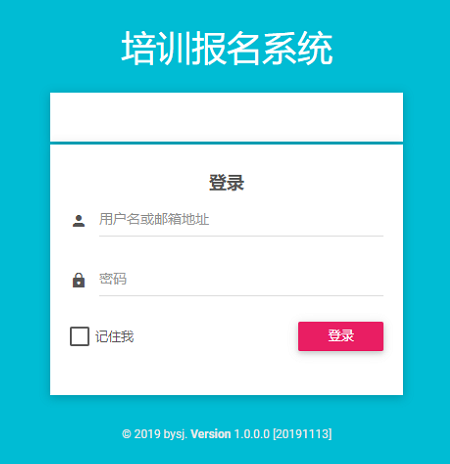 培训报名系统
登录
用户名或邮箱地址
密码
记住我
登录
© 2019 bysj. Version 1.0.0.0 [20191113]